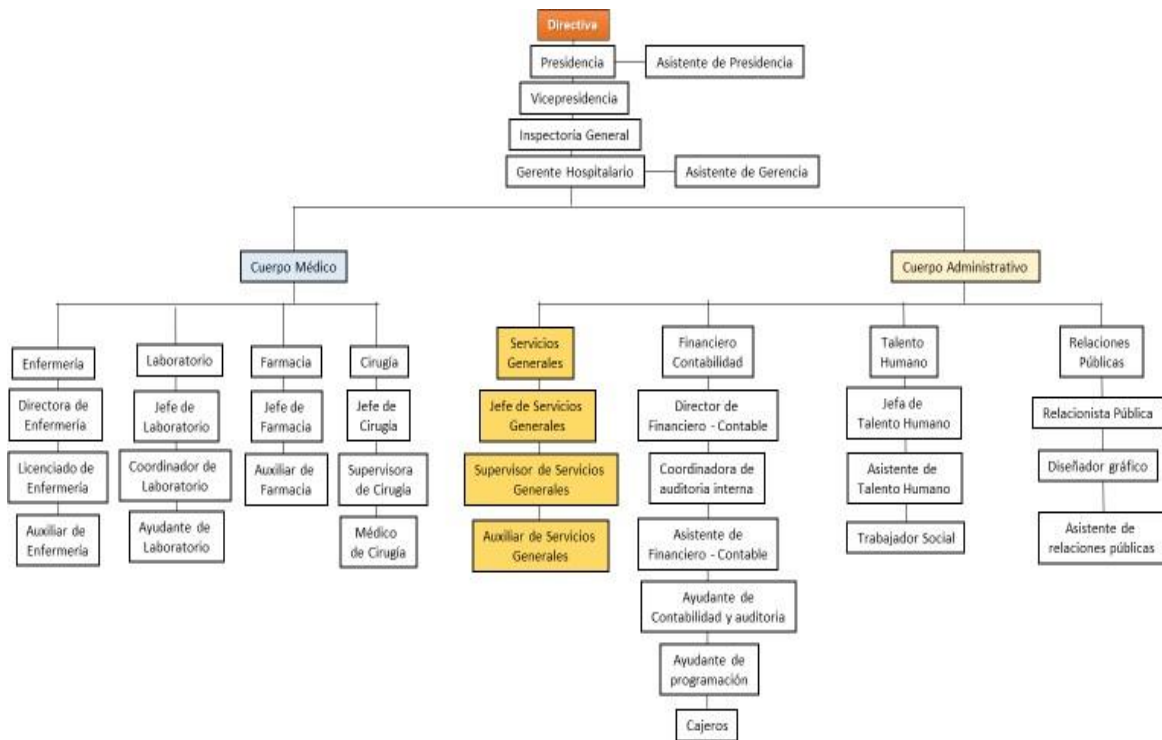 Directiva
Presidencia
Asistente de Presidencia
Vicepresidencia
Inspectoría General
Gerente Hospitalario
Asistente de Gerencia
Cuerpo Médico
Cuerpo Administrativo
Enfermería
Directora de
Enfermería
Licenciado de
Enfermería
Auxiliar de
Enfermería
Laboratorio
Jefe de
Laboratorio
Coordinador de
Laboratorio
Ayudante de
Laboratorio
Farmacia
Jefe de
Farmacia
Auxiliar de
Farmacia
Cirugía
Jefe de
Cirugía
Supervisora
de Cirugía
Médico
de Cirugía
Servicios
Generales
Jefe de Servicios
Generales
Supervisor de Servicios
Generales
Auxiliar de Servicios
Generales
Financiero
Contabilidad
Director de
Financiero - Contable
Coordinadora de
auditoria interna
Asistente de
Financiero - Contable
Ayudante de
Contabilidad y auditoria
Ayudante de
programación
Cajeros
Talento
Humano
Jefa de
Talento Humano
Asistente de
Talento Humano
Trabajador Social
Relaciones
Públicas
Relacionista Pública
Diseñador gráfico
Asistente de
relaciones públicas